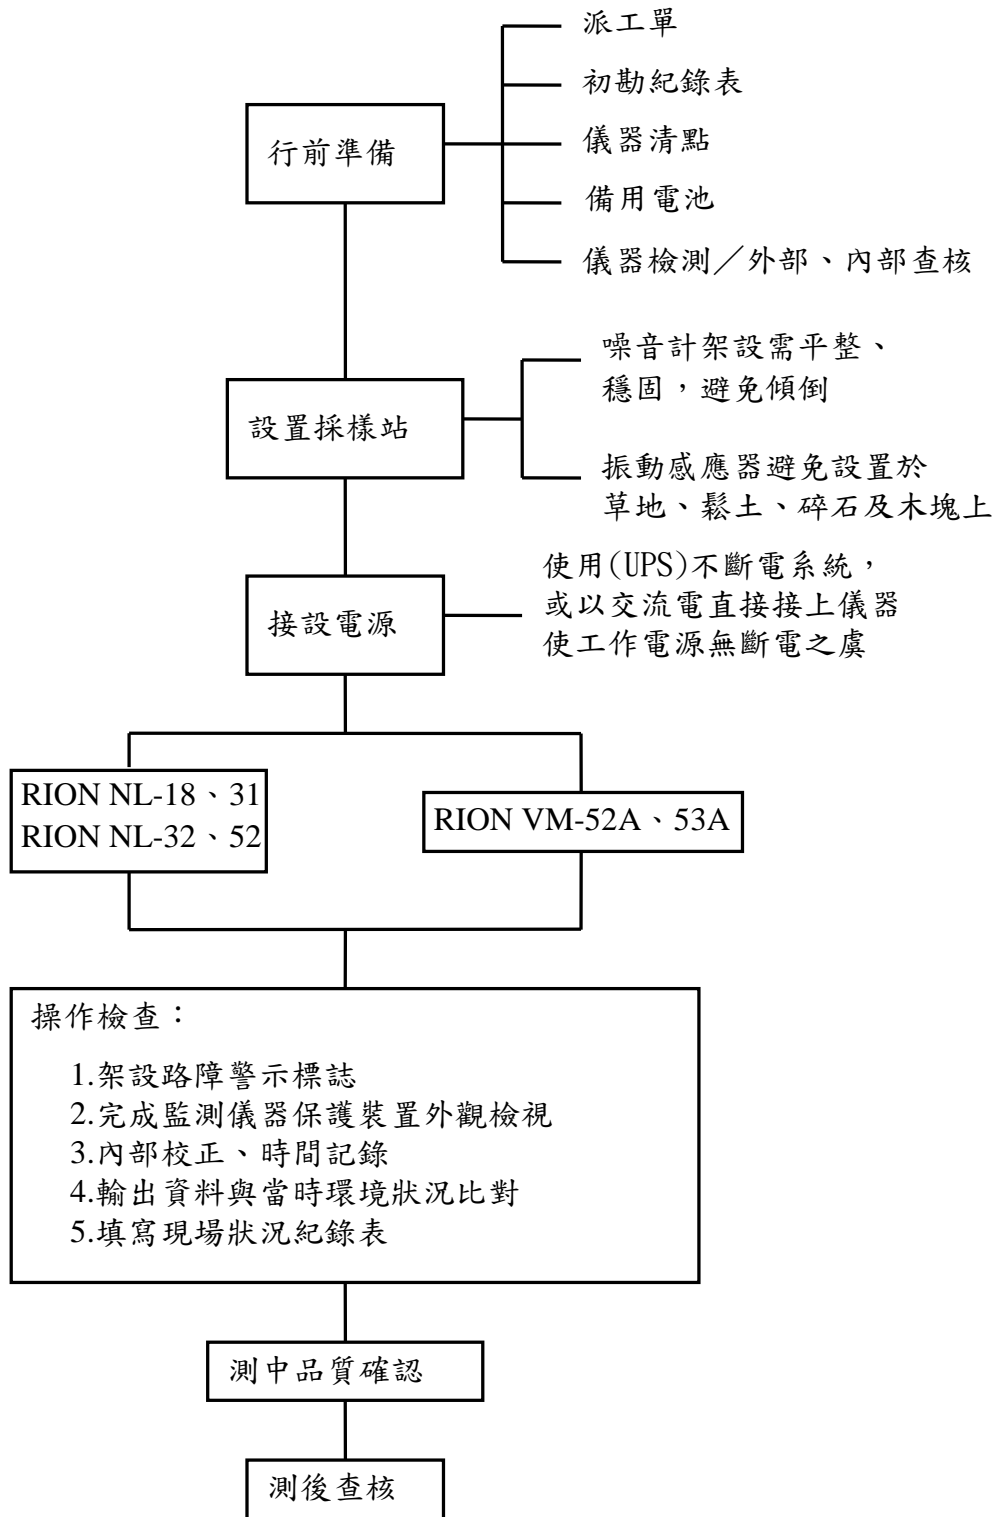 派工單
初勘紀錄表
行前準備
儀器清點
備用電池
儀器檢測／外部、內部查核
噪音計架設需平整、
穩固，避免傾倒
設置採樣站
振動感應器避免設置於
草地、鬆土、碎石及木塊上
接設電源
使用(UPS)不斷電系統，
或以交流電直接接上儀器
使工作電源無斷電之虞
RION NL-18、31
RION NL-32、52
RION VM-52A、53A
操作檢查：
1.架設路障警示標誌
2.完成監測儀器保護裝置外觀檢視
3.內部校正、時間記錄
4.輸出資料與當時環境狀況比對
5.填寫現場狀況紀錄表
測中品質確認
測後查核